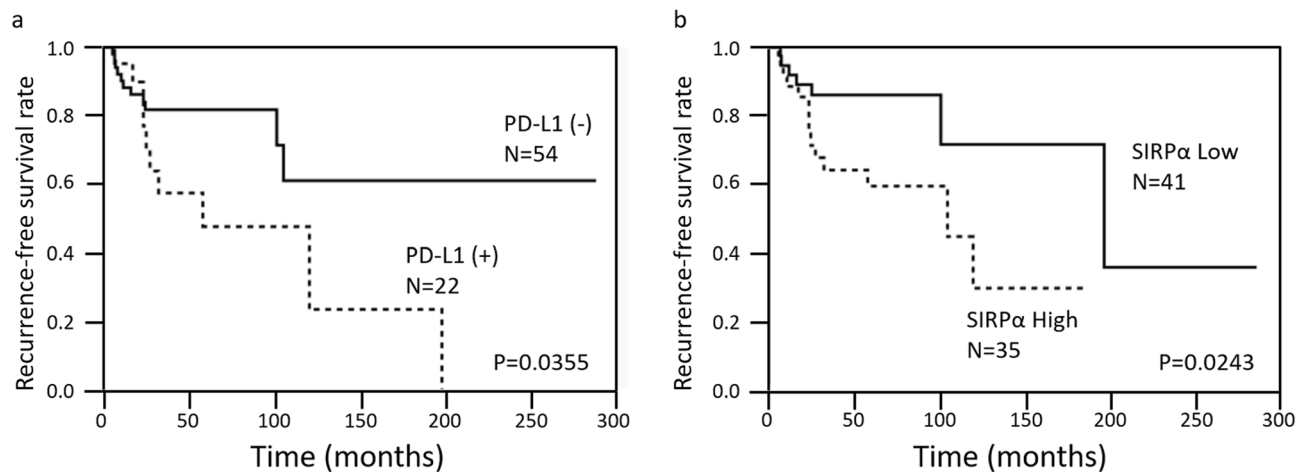 a
Recurrence-free survival rate
1.0
0.8
0.6
0.4
0.2
0.0
PD-L1 (-)
N=54
PD-L1 (+)
N=22
P=0.0355
0 50 100 150 200 250 300
Time (months)
b
Recurrence-free survival rate
1.0
0.8
0.6
0.4
0.2
0.0
SIRPα Low
N=41
SIRPα High
N=35
P=0.0243
0 50 100 150 200 250 300
Time (months)